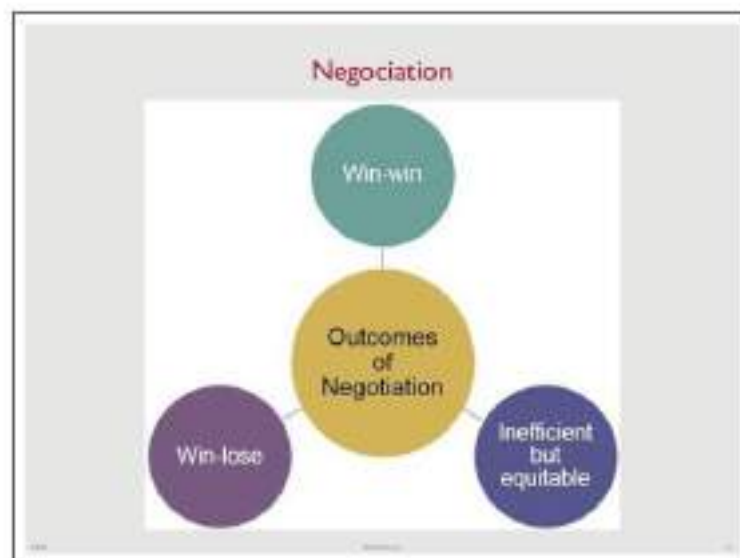 Negociation
Win-win
Outcomes
of
Negotiation
Win-lose
Inefficient
but
equitable